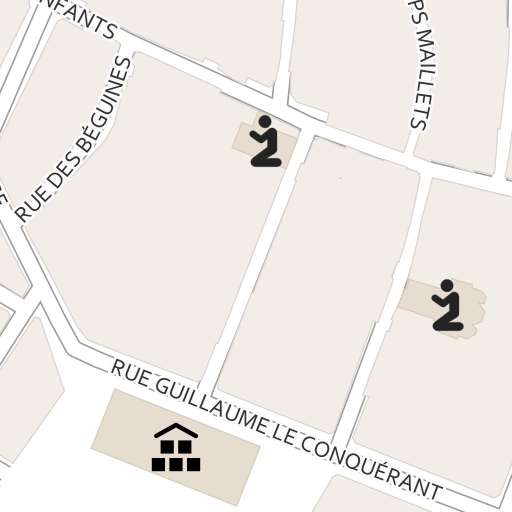 NFANTS
PS MAILLETS
RUE DES BÉGUINES
RUE GUILLAUME LE CONQUÉRANT